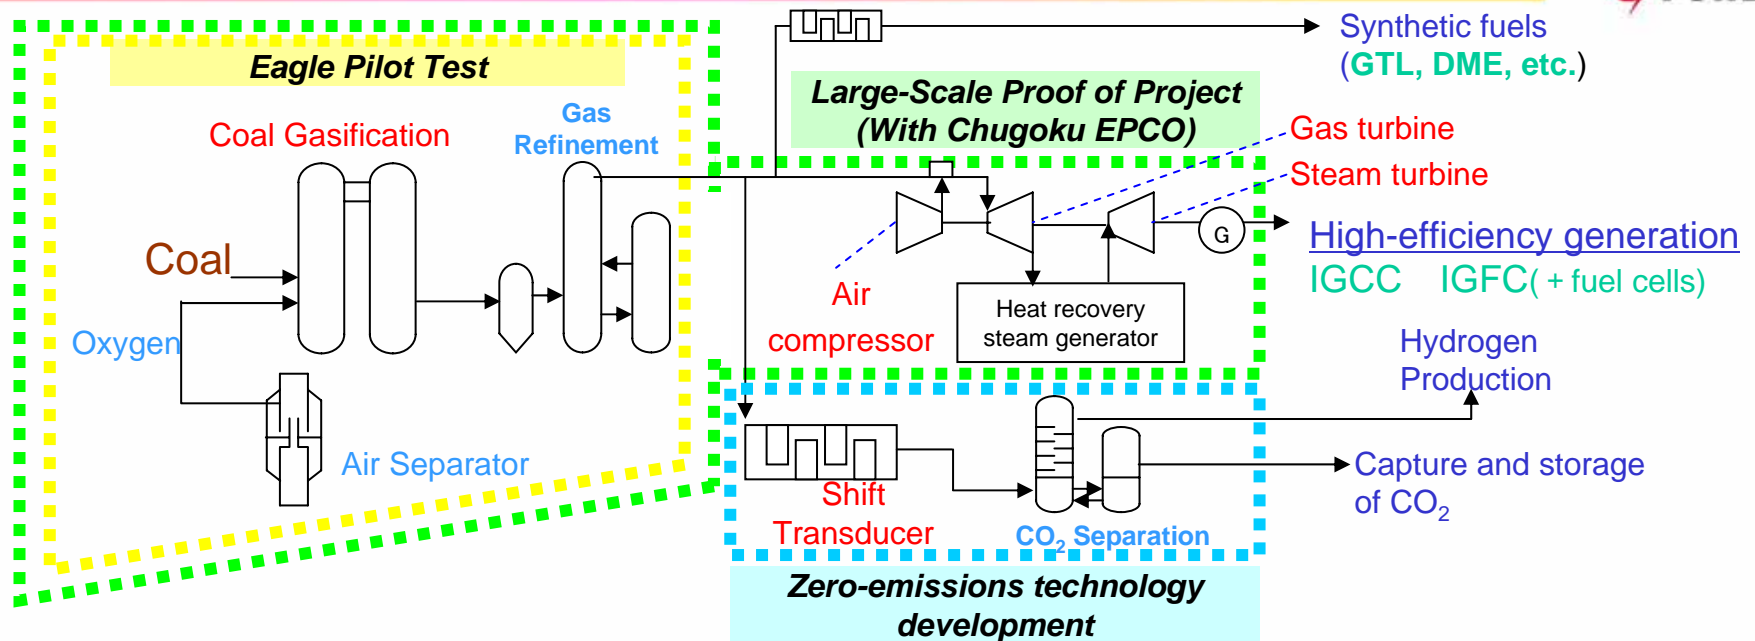 Eagle Pilot Test
Coal Gasification
Gas
Refinement
Coal
Oxygen
Air Separator
Synthetic fuels
(GTL, DME, etc.)
Large-Scale Proof of Project
(With Chugoku EPCO)
Gas turbine
Steam turbine
G
High-efficiency generation
IGCC IGFC( + fuel cells)
Air
compressor
Heat recovery
steam generator
Hydrogen
Production
Shift
Transducer
CO₂ Separation
Capture and storage
of CO₂
Zero-emissions technology
development